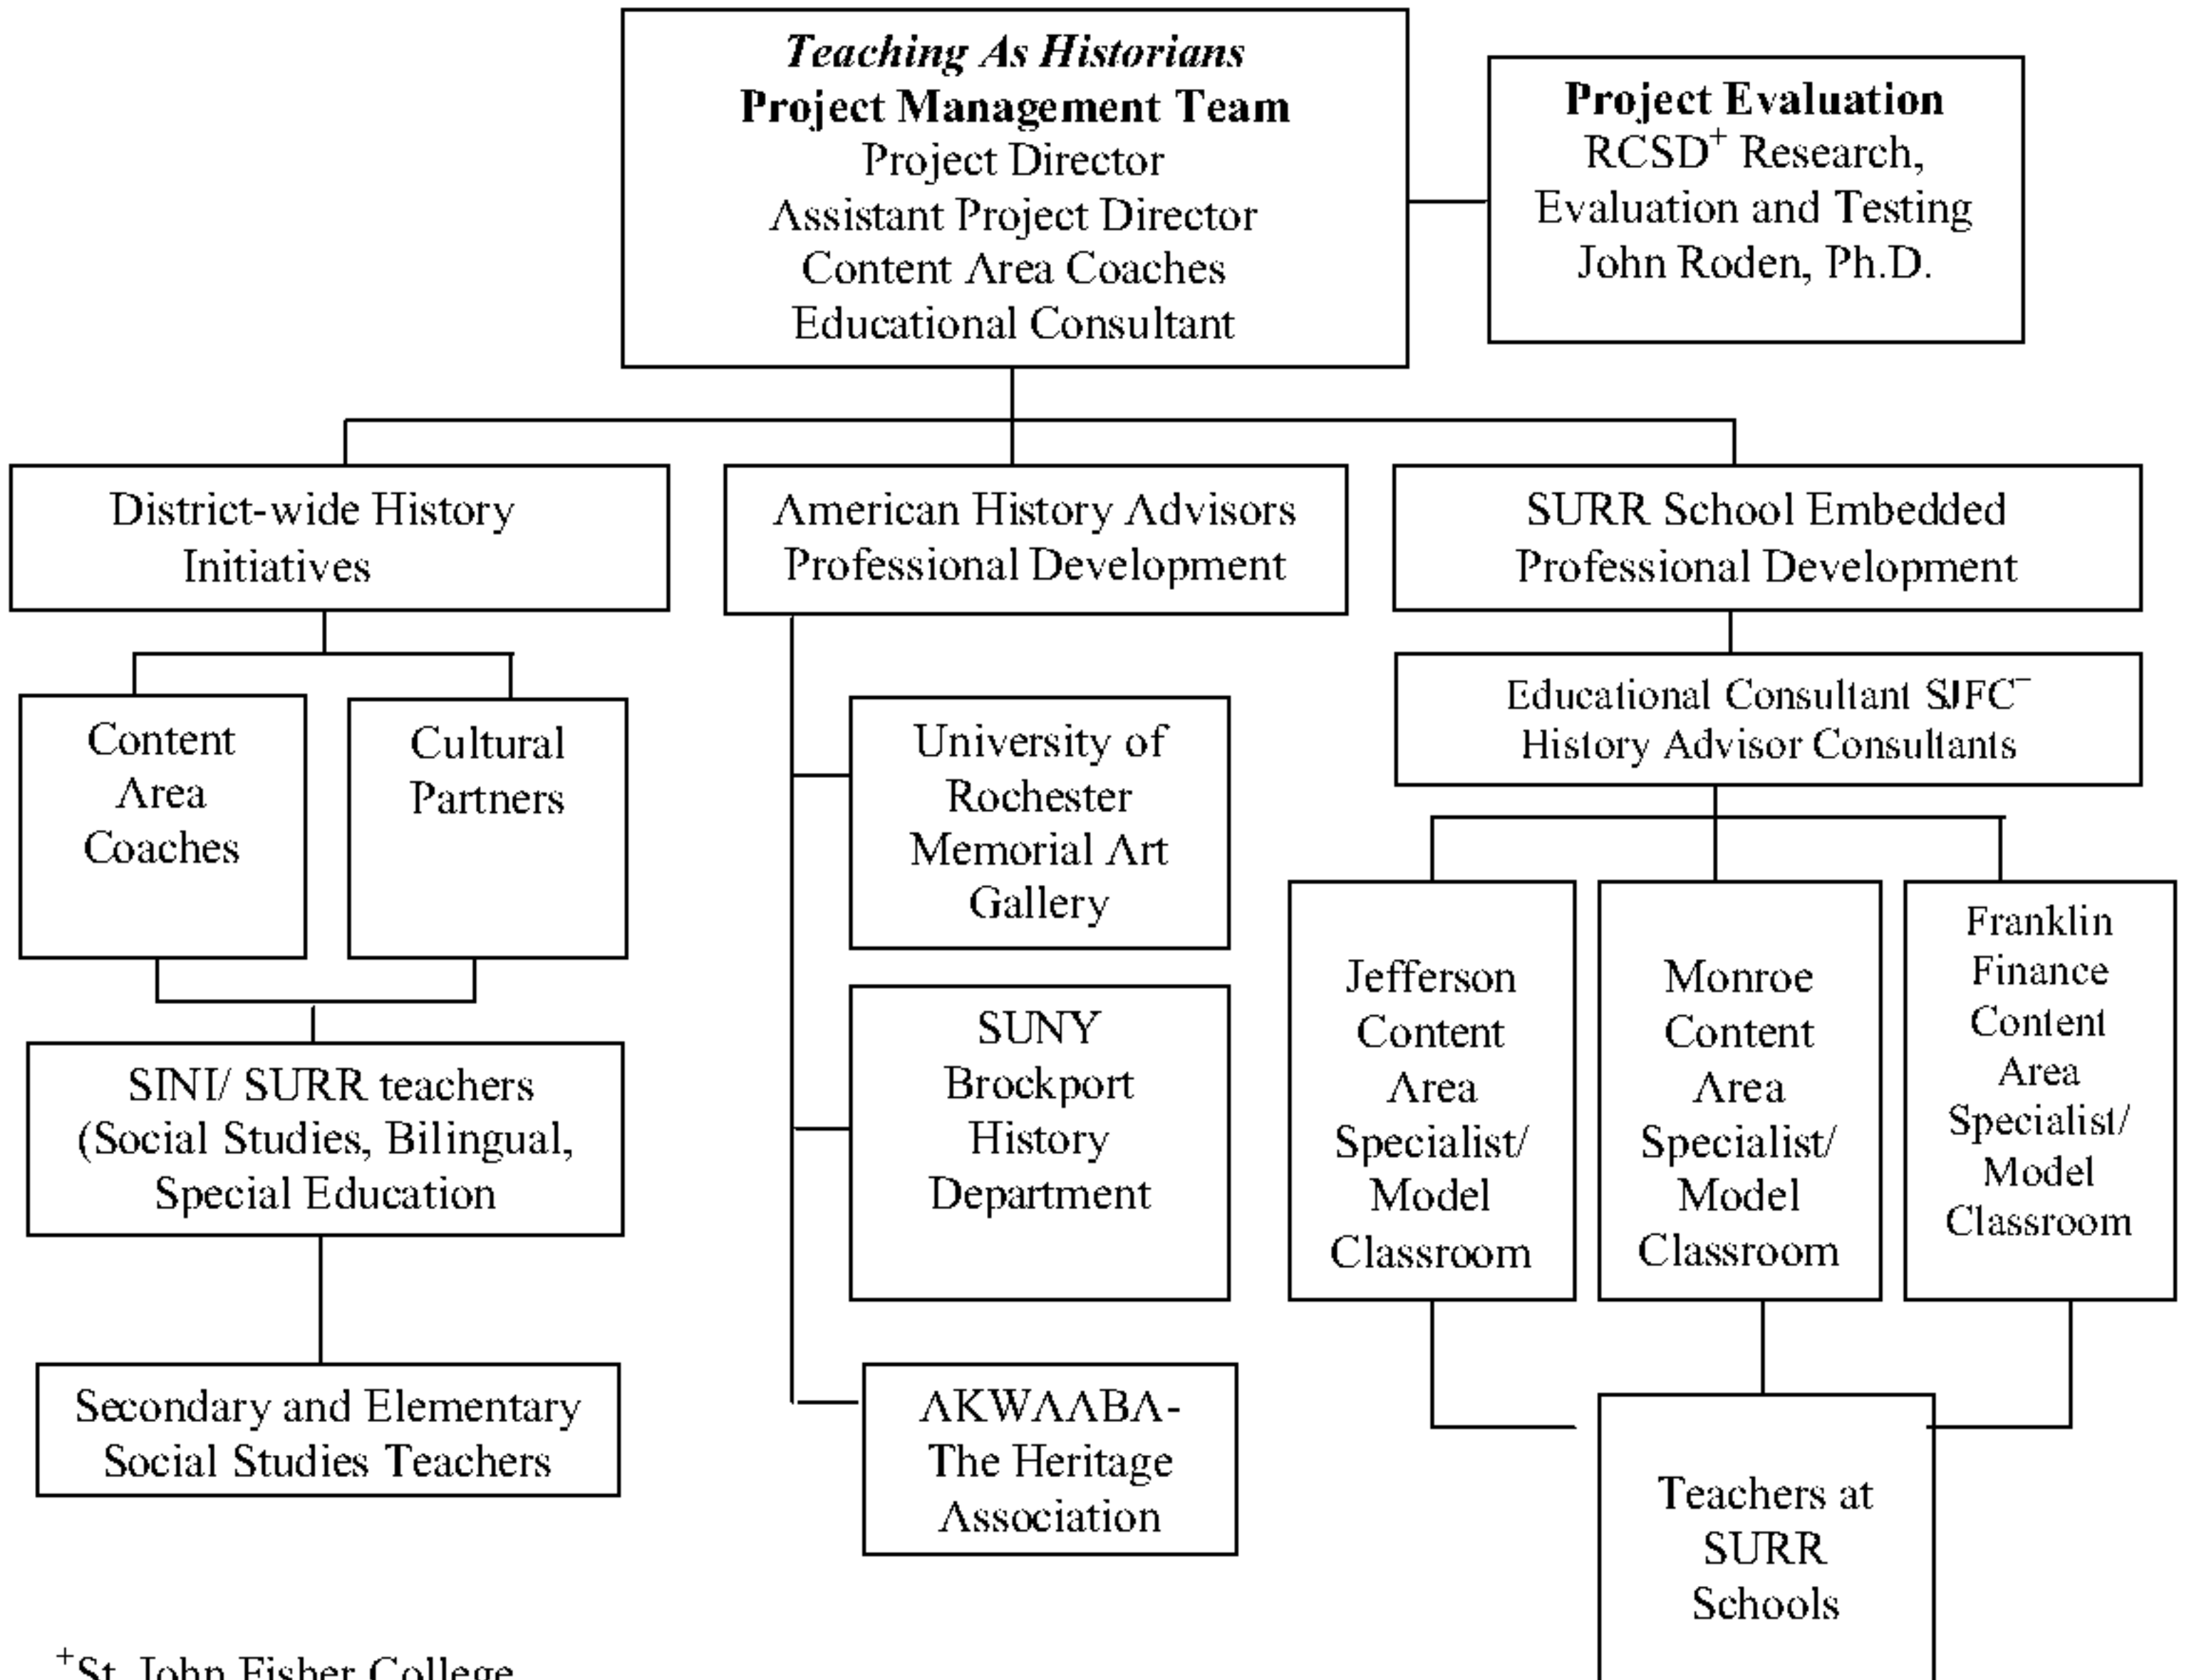 Teaching As Historians
Project Management Team
Project Director
Assistant Project Director
Content Area Coaches
Educational Consultant
Project Evaluation
RCSD⁺ Research,
Evaluation and Testing
John Roden, Ph.D.
District-wide History
Initiatives
American History Advisors
Professional Development
SURR School Embedded
Professional Development
Content
Area
Coaches
Cultural
Partners
University of
Rochester
Memorial Art
Gallery
Educational Consultant SJFC⁻
History Advisor Consultants
SUNY
Brockport
History
Department
Jefferson
Content
Area
Specialist/
Model
Classroom
Monroe
Content
Area
Specialist/
Model
Classroom
Franklin
Finance
Content
Area
Specialist/
Model
Classroom
SINI/ SURR teachers
(Social Studies, Bilingual,
Special Education
Secondary and Elementary
Social Studies Teachers
AKWAABA-
The Heritage
Association
Teachers at
SURR
Schools
⁺St. John Fisher College